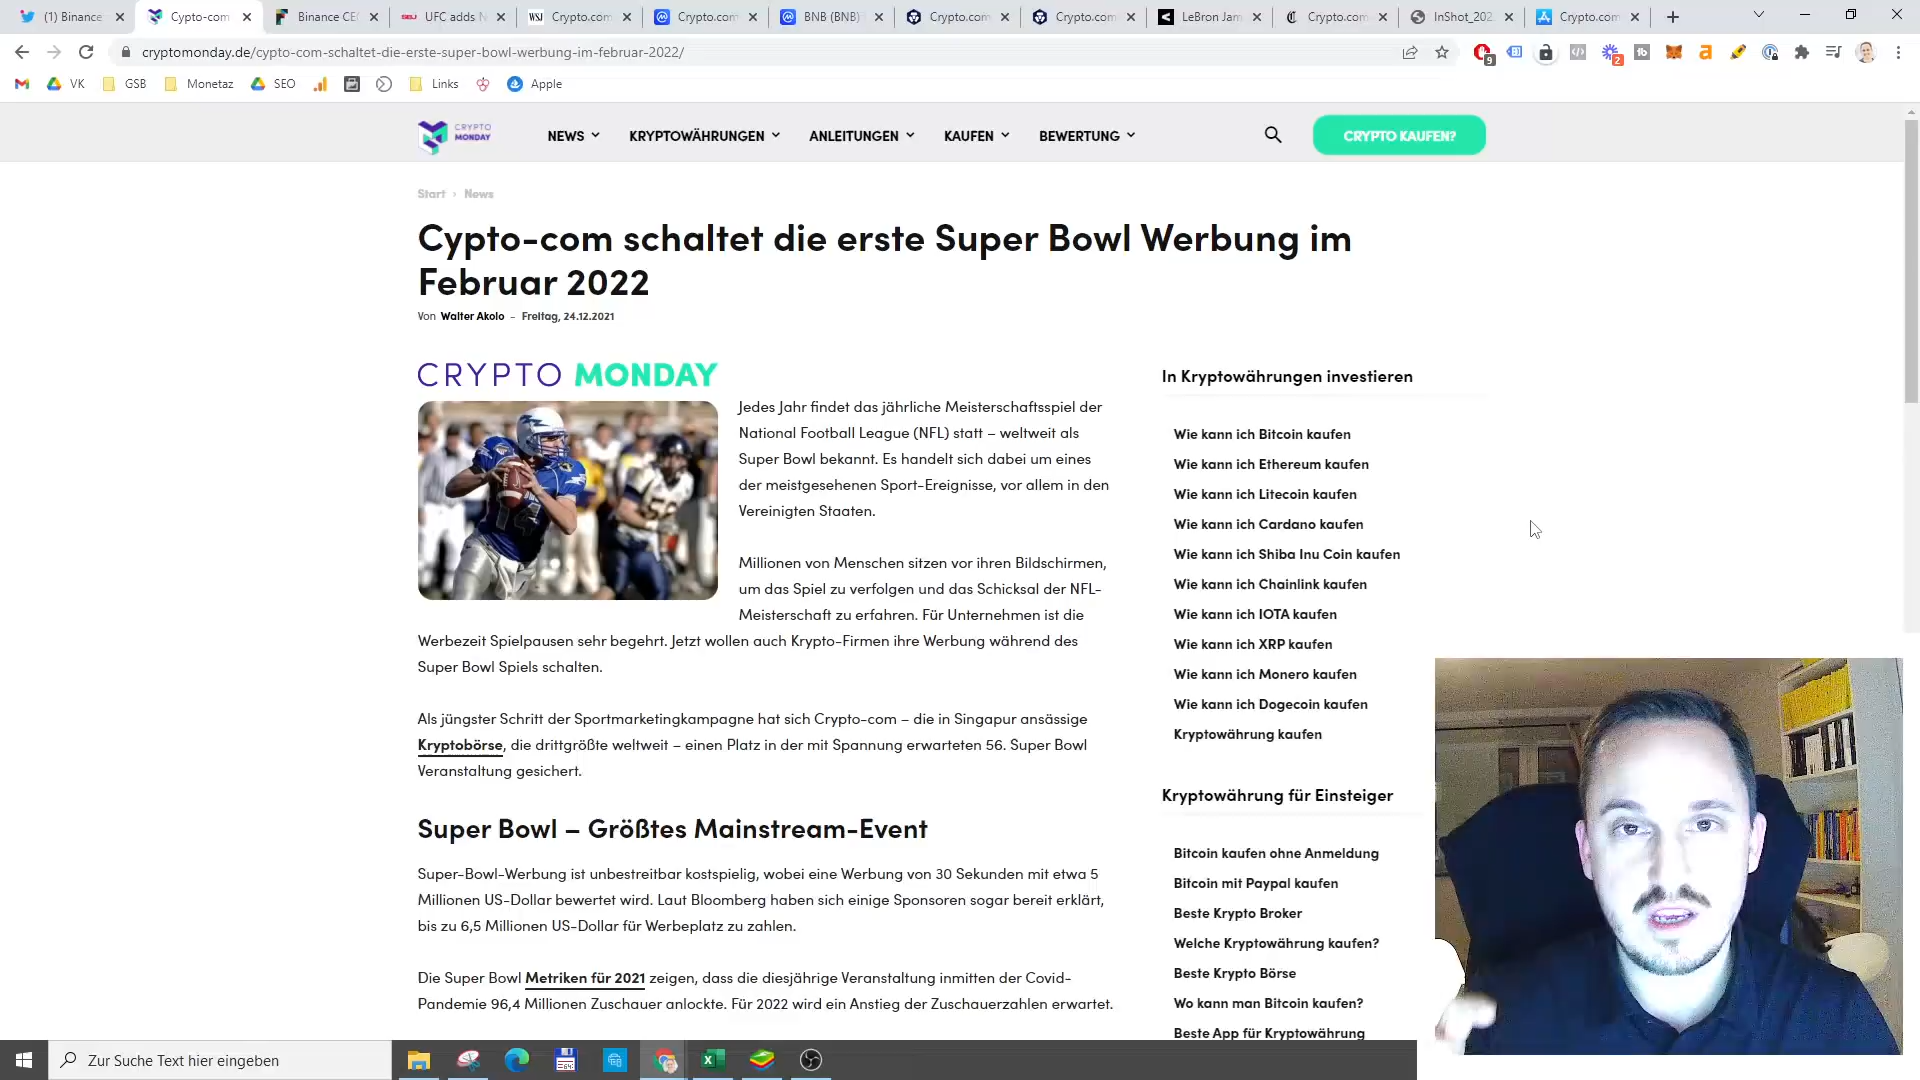 (1) Binance
Cypto-com
Binance CE
UFC adds N
Crypto.com
Crypto.com
BNB (BNB)
Crypto.com
Crypto.com
LeBron Jam
Crypto.com
InShot_202
Crypto.com
cryptomonday.de/cypto-com-schaltet-die-erste-super-bowl-werbung-im-februar-2022/
9
2
VK
GSB
Monetaz
SEO
Links
Apple
CRYPTO
MONDAY
NEWS
KRYPTOWÄHRUNGEN
ANLEITUNGEN
KAUFEN
BEWERTUNG
CRYPTO KAUFEN?
Start › News
Cypto-com schaltet die erste Super Bowl Werbung im
Februar 2022
Von Walter Akolo - Freitag, 24.12.2021
CRYPTO MONDAY
Jedes Jahr findet das jährliche Meisterschaftsspiel der
National Football League (NFL) statt – weltweit als
Super Bowl bekannt. Es handelt sich dabei um eines
der meistgesehenen Sport-Ereignisse, vor allem in den
Vereinigten Staaten.
Millionen von Menschen sitzen vor ihren Bildschirmen,
um das Spiel zu verfolgen und das Schicksal der NFL-
Meisterschaft zu erfahren. Für Unternehmen ist die
Werbezeit Spielpausen sehr begehrt. Jetzt wollen auch Krypto-Firmen ihre Werbung während des
Super Bowl Spiels schalten.
Als jüngster Schritt der Sportmarketingkampagne hat sich Crypto-com – die in Singapur ansässige
Kryptobörse, die drittgrößte weltweit – einen Platz in der mit Spannung erwarteten 56. Super Bowl
Veranstaltung gesichert.
Super Bowl – Größtes Mainstream-Event
Super-Bowl-Werbung ist unbestreitbar kostspielig, wobei eine Werbung von 30 Sekunden mit etwa 5
Millionen US-Dollar bewertet wird. Laut Bloomberg haben sich einige Sponsoren sogar bereit erklärt,
bis zu 6,5 Millionen US-Dollar für Werbeplatz zu zahlen.
Die Super Bowl Metriken für 2021 zeigen, dass die diesjährige Veranstaltung inmitten der Covid-
Pandemie 96,4 Millionen Zuschauer anlockte. Für 2022 wird ein Anstieg der Zuschauerzahlen erwartet.
In Kryptowährungen investieren
Wie kann ich Bitcoin kaufen
Wie kann ich Ethereum kaufen
Wie kann ich Litecoin kaufen
Wie kann ich Cardano kaufen
Wie kann ich Shiba Inu Coin kaufen
Wie kann ich Chainlink kaufen
Wie kann ich IOTA kaufen
Wie kann ich XRP kaufen
Wie kann ich Monero kaufen
Wie kann ich Dogecoin kaufen
Kryptowährung kaufen
Kryptowährung für Einsteiger
Bitcoin kaufen ohne Anmeldung
Bitcoin mit Paypal kaufen
Beste Krypto Broker
Welche Kryptowährung kaufen?
Beste Krypto Börse
Wo kann man Bitcoin kaufen?
Beste App für Kryptowährung
Zur Suche Text hier eingeben